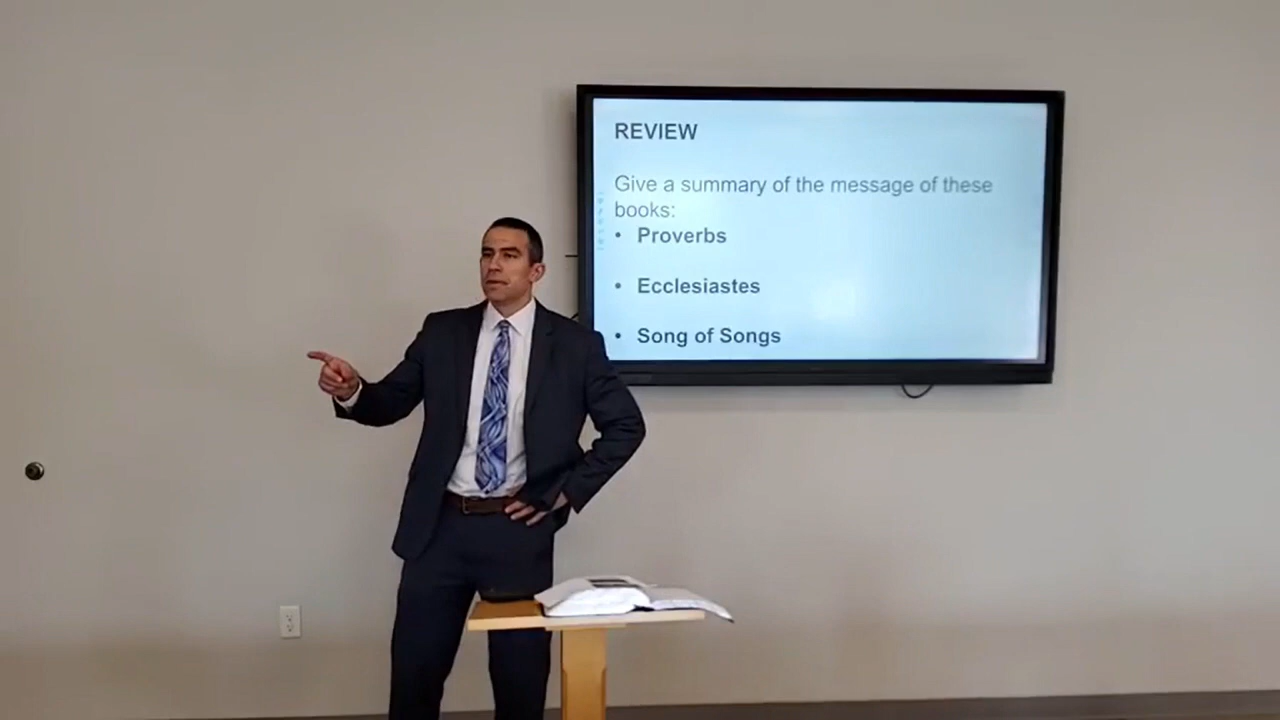 REVIEW
Give a summary of the message of these
books:
• Proverbs
• Ecclesiastes
• Song of Songs